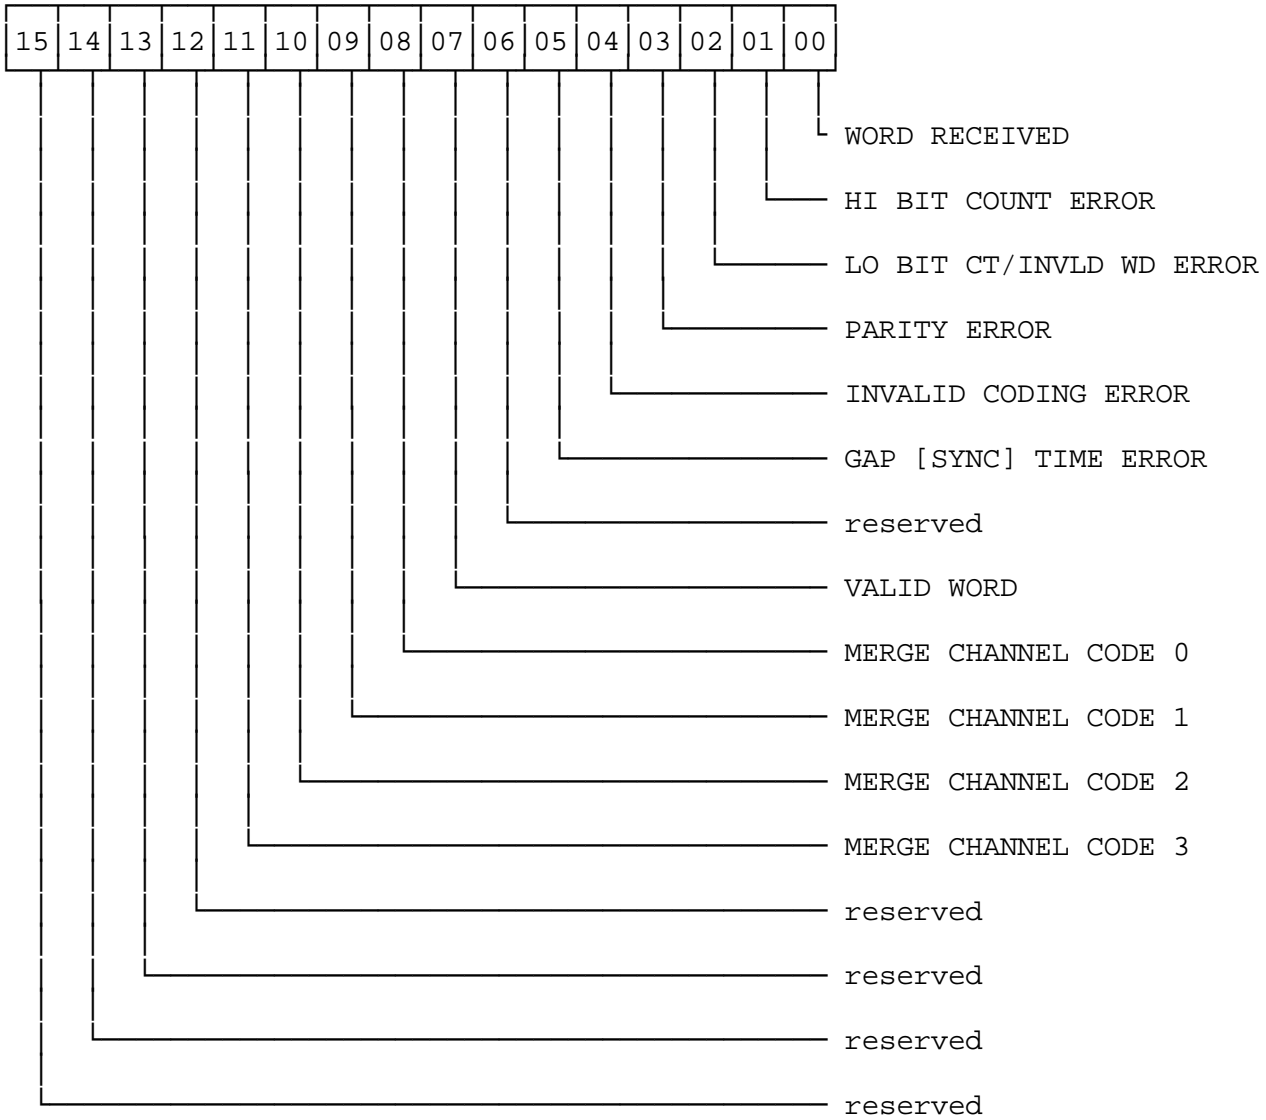 15 14 13 12 11 10 09 08 07 06 05 04 03 02 01 00
WORD RECEIVED
HI BIT COUNT ERROR
LO BIT CT/INVLD WD ERROR
PARITY ERROR
INVALID CODING ERROR
GAP [SYNC] TIME ERROR
reserved
VALID WORD
MERGE CHANNEL CODE 0
MERGE CHANNEL CODE 1
MERGE CHANNEL CODE 2
MERGE CHANNEL CODE 3
reserved
reserved
reserved
reserved